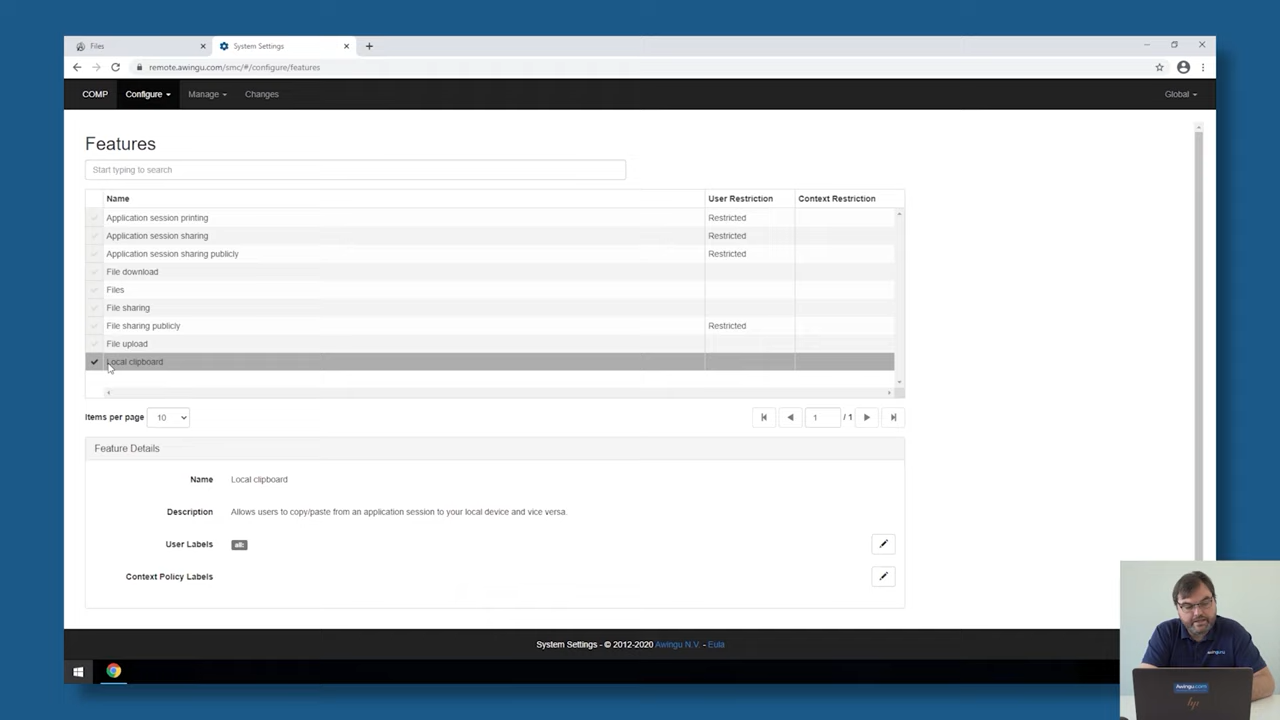 Files
System Settings
remote.awingu.com/smc/#/configure/features
COMP Configure Manage Changes Global
Features
Start typing to search
Name User Restriction Context Restriction
Application session printing Restricted
Application session sharing Restricted
Application session sharing publicly Restricted
File download
Files
File sharing
File sharing publicly Restricted
File upload
Local clipboard
Items per page 10 1 / 1
Feature Details
Name Local clipboard
Description Allows users to copy/paste from an application session to your local device and vice versa.
User Labels all:
Context Policy Labels
System Settings - © 2012-2020 Awingu N.V. - Eula
Awingu.com
hp